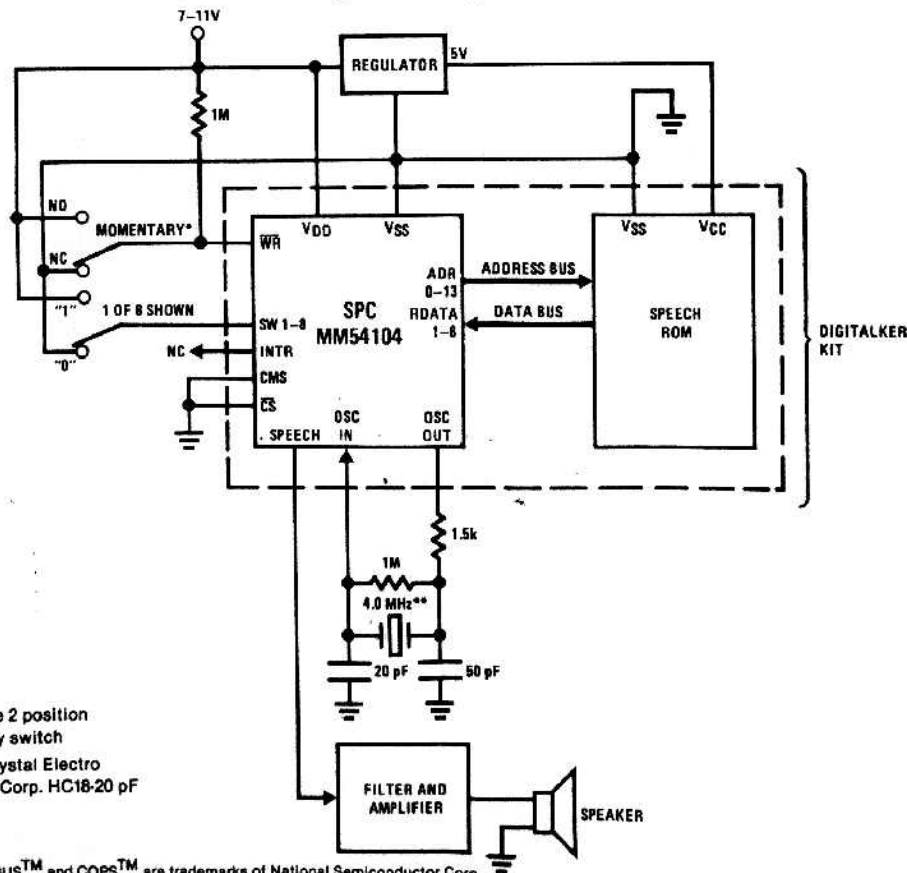 7–11V
REGULATOR
5V
1M
NO
MOMENTARY*
NC
"1"
1 OF 8 SHOWN
"0"
NC
VDD
VSS
WR
SW 1–8
INTR
CMS
CS
SPEECH
OSC IN
OSC OUT
SPC
MM54104
ADR
0–13
RDATA
1–8
ADDRESS BUS
DATA BUS
VSS
VCC
SPEECH
ROM
DIGITALKER
KIT
1.5k
1M
4.0 MHz**
20 pF
50 pF
2 position
switch
Electro
Corp. HC18-20 pF
FILTER AND
AMPLIFIER
SPEAKER
TM and COPSTM are trademarks of National Semiconductor Corp